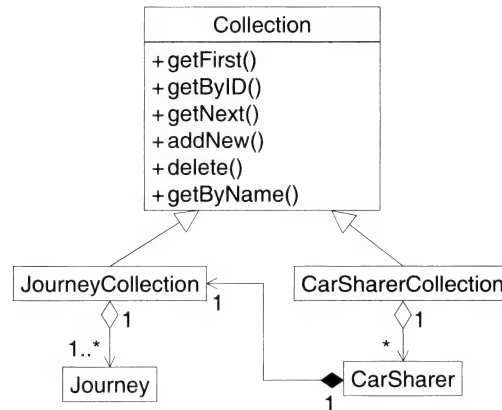 Collection
+getFirst()
+getByID()
+getNext()
+addNew()
+delete()
+getByName()
JourneyCollection
CarSharerCollection
1
1
1
1..*
*
Journey
CarSharer
1